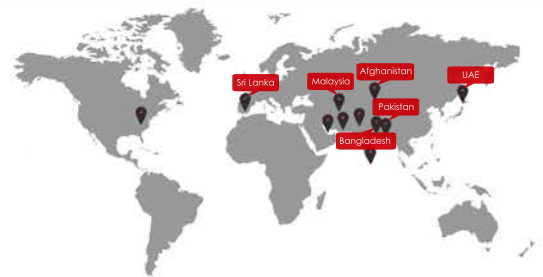 Afghanistan
UAE
Sri Lanka
Malaysia
Pakistan
Bangladesh